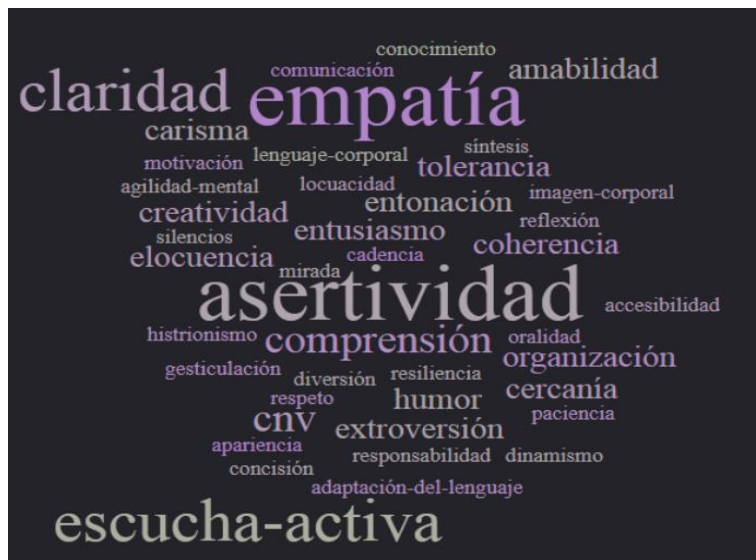 conocimiento
comunicación
amabilidad
claridad
empatía
carisma
síntesis
lenguaje-corporal
motivación
tolerancia
agilidad-mental
locuacidad
imagen-corporal
entonación
creatividad
reflexión
entusiasmo
silencios
coherencia
elocuencia
cadencia
mirada
asertividad
accesibilidad
histrionismo
comprensión
oralidad
organización
gesticulación
diversión
resiliencia
cercanía
respeto
humor
paciencia
cnv
extroversión
apariencia
responsabilidad
dinamismo
concisión
adaptación-del-lenguaje
escucha-activa